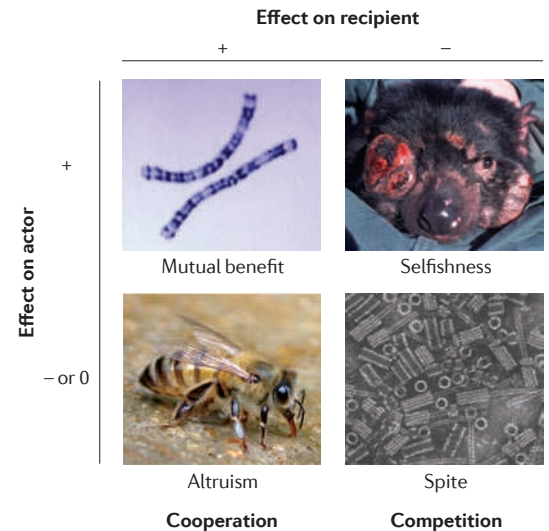 Effect on recipient
+ –
Effect on actor
+
Mutual benefit Selfishness
– or 0
Altruism Spite
Cooperation Competition